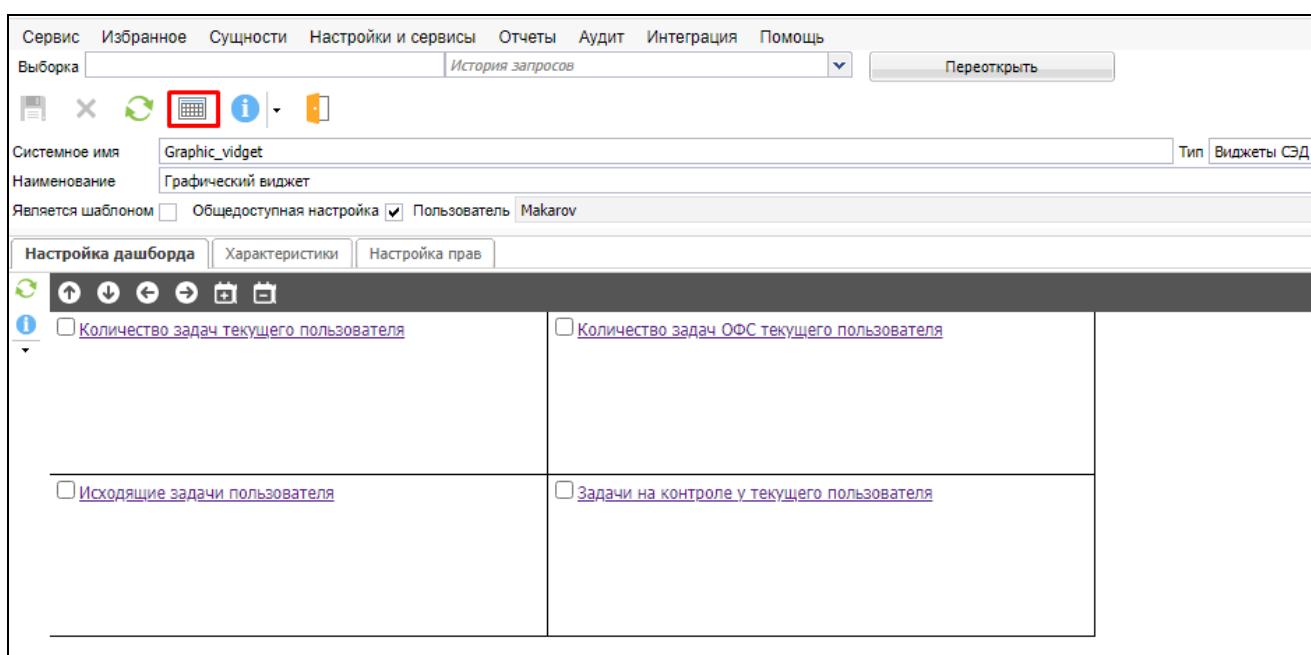 Сервис Избранное Сущности Настройки и сервисы Отчеты Аудит Интеграция Помощь
Выборка История запросов Переоткрыть
Системное имя Graphic_vidget Тип Виджеты СЭД
Наименование Графический виджет
Является шаблоном Общедоступная настройка Пользователь Makarov
Настройка дашборда Характеристики Настройка прав
Количество задач текущего пользователя Количество задач ОФС текущего пользователя
Исходящие задачи пользователя Задачи на контроле у текущего пользователя